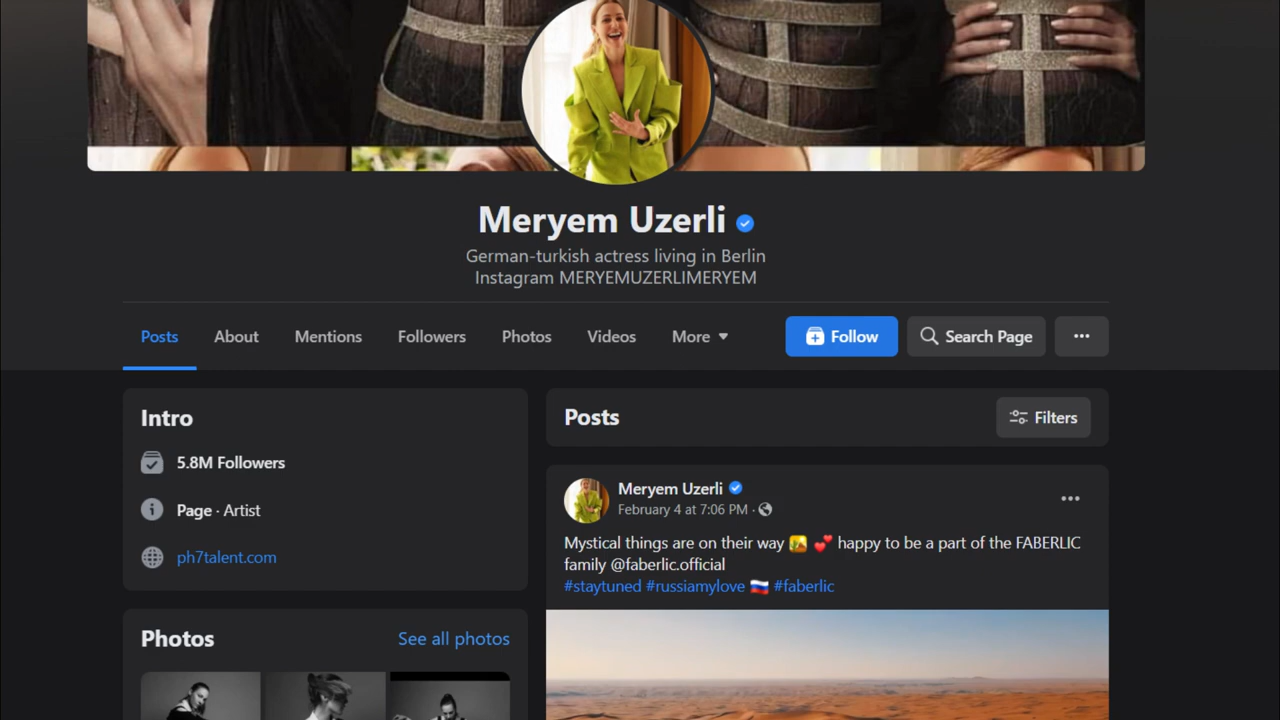 Meryem Uzerli
German-turkish actress living in Berlin
Instagram MERYEMUZERLIMERYEM
Posts
About
Mentions
Followers
Photos
Videos
More
Follow
Search Page
Intro
5.8M Followers
Page · Artist
ph7talent.com
Photos
See all photos
Posts
Filters
Meryem Uzerli
February 4 at 7:06 PM ·
Mystical things are on their way 🏜️ 💕 happy to be a part of the FABERLIC
family @faberlic.official
#staytuned #russiamylove 🇷🇺 #faberlic